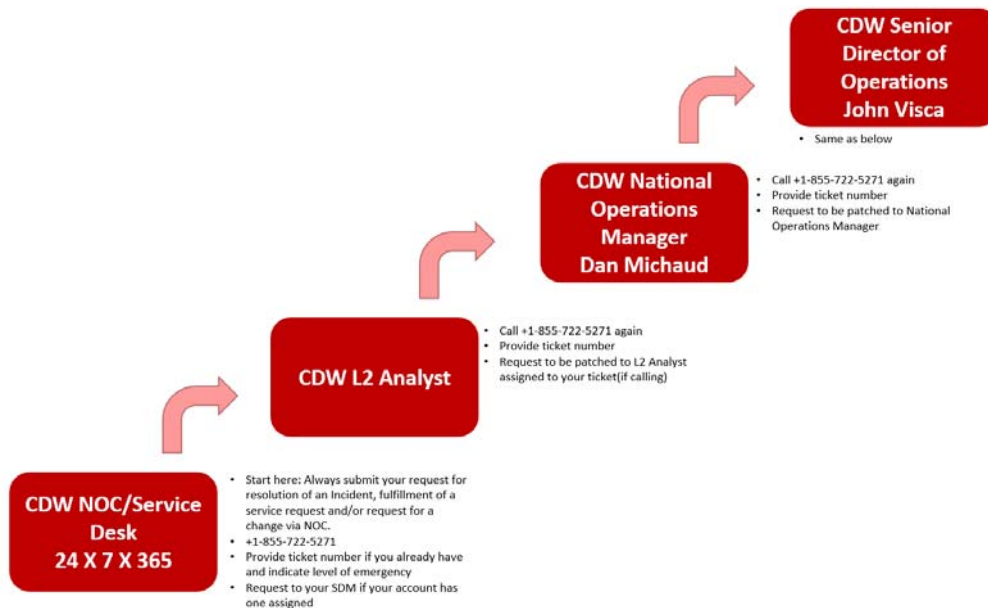 CDW Senior
Director of
Operations
John Visca
• Same as below
CDW National
Operations
Manager
Dan Michaud
• Call +1-855-722-5271 again
• Provide ticket number
• Request to be patched to National
Operations Manager
CDW L2 Analyst
• Call +1-855-722-5271 again
• Provide ticket number
• Request to be patched to L2 Analyst
assigned to your ticket(if calling)
CDW NOC/Service
Desk
24 X 7 X 365
• Start here: Always submit your request for
resolution of an Incident, fulfillment of a
service request and/or request for a
change via NOC.
• +1-855-722-5271
• Provide ticket number if you already have
and indicate level of emergency
• Request to your SDM if your account has
one assigned